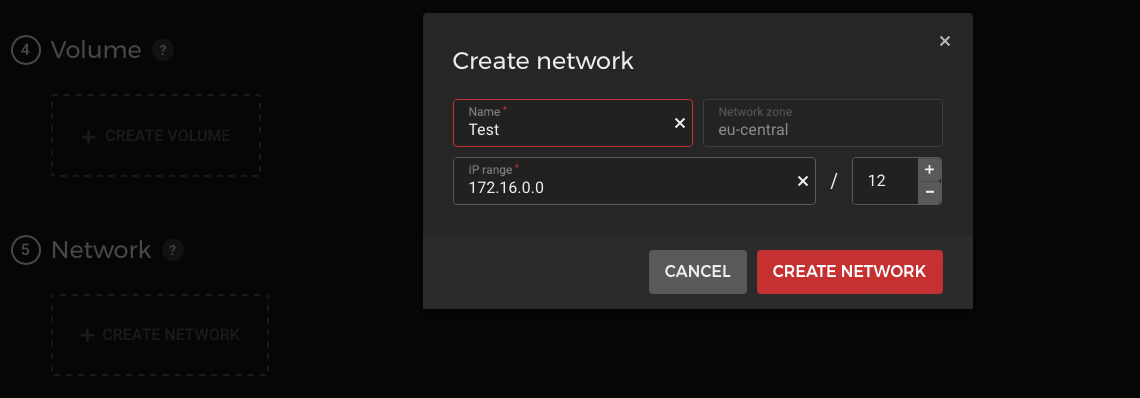 4 Volume ?
+ CREATE VOLUME
5 Network ?
+ CREATE NETWORK
×
Create network
Name*
Test ×
Network zone
eu-central
IP range*
172.16.0.0 × / 12 + −
CANCEL CREATE NETWORK